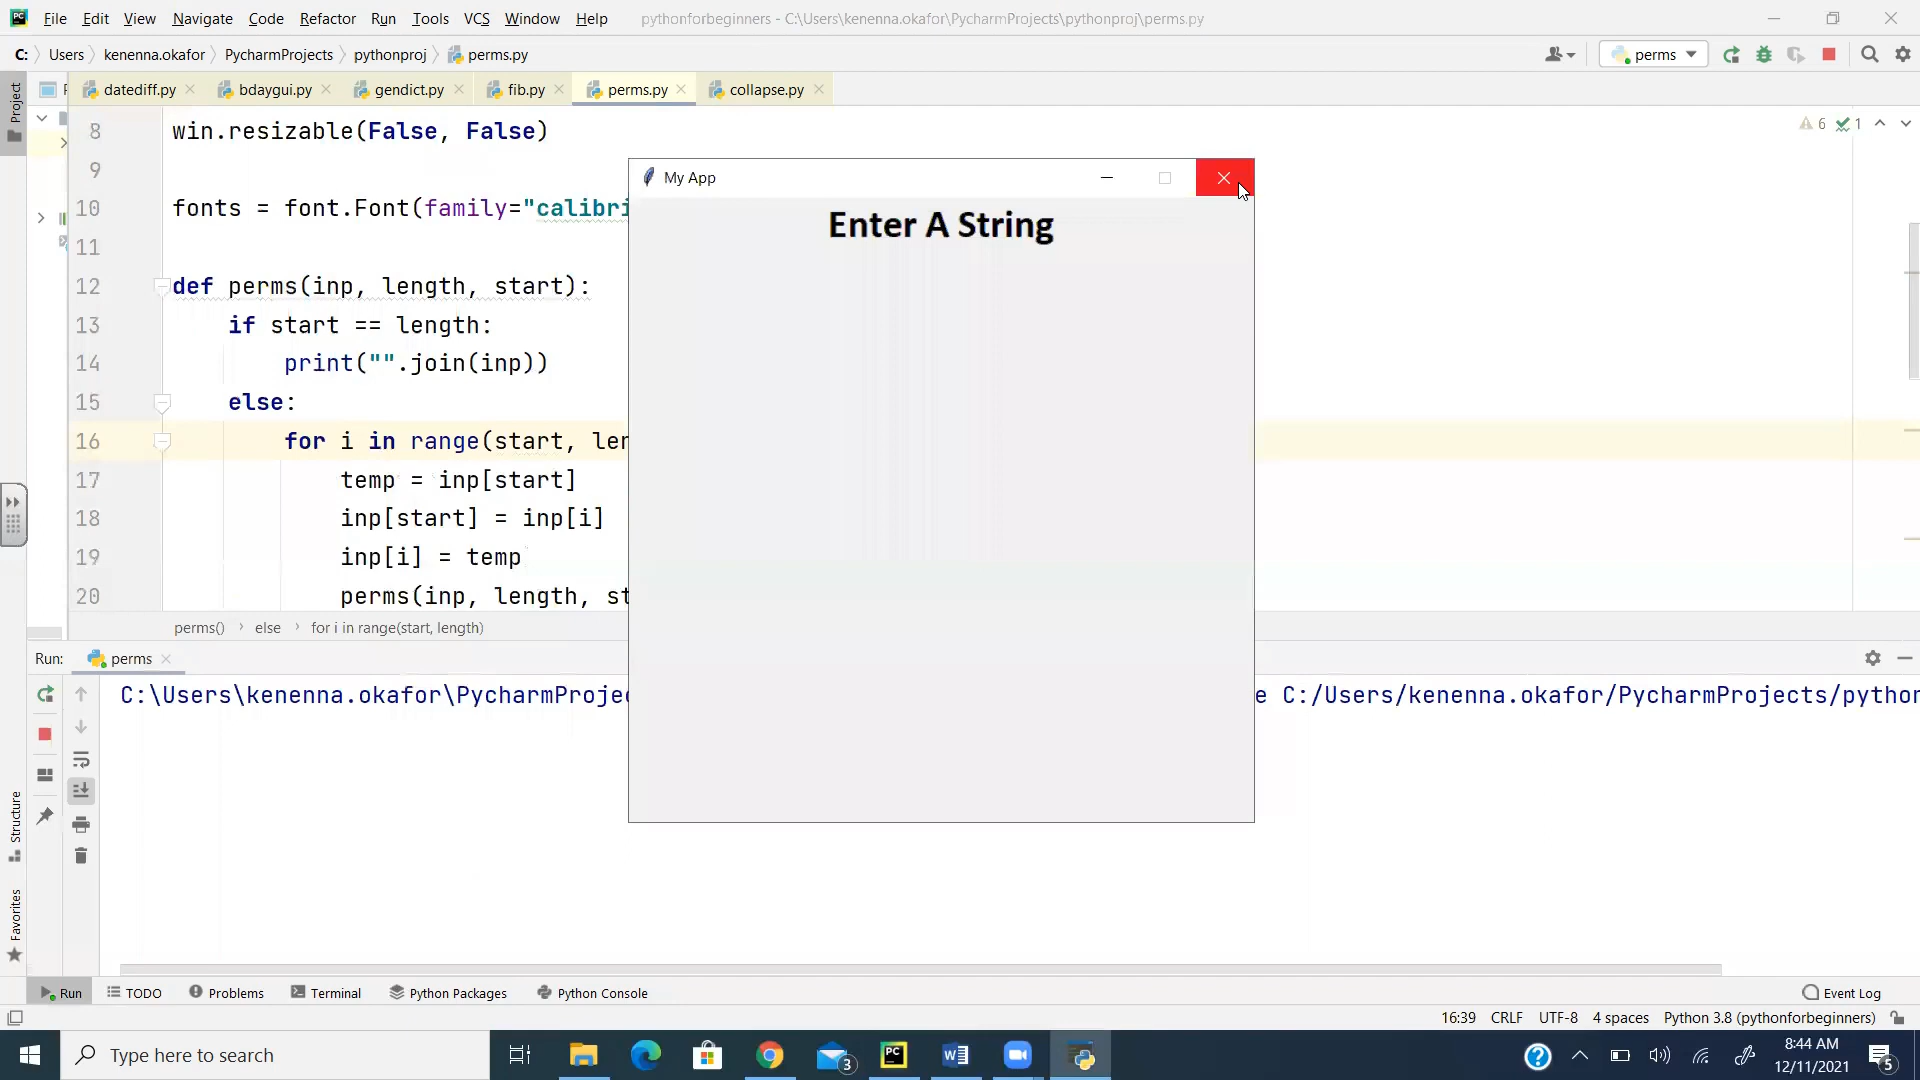 File Edit View Navigate Code Refactor Run Tools VCS Window Help pythonforbeginners - C:\Users\kenenna.okafor\PycharmProjects\pythonproj\perms.py
C: Users kenenna.okafor PycharmProjects pythonproj perms.py perms
datediff.py bdaygui.py gendict.py fib.py perms.py collapse.py
Project
8 win.resizable(False, False)
6 1
9
10 fonts = font.Font(family="calibri
11
12 def perms(inp, length, start):
13 if start == length:
14 print("".join(inp))
15 else:
16 for i in range(start, len
17 temp = inp[start]
18 inp[start] = inp[i]
19 inp[i] = temp
20 perms(inp, length, st
My App
Enter A String
perms() else for i in range(start, length)
Run: perms
C:\Users\kenenna.okafor\PycharmProjec
e C:/Users/kenenna.okafor/PycharmProjects/python
Structure
Favorites
Run TODO Problems Terminal Python Packages Python Console Event Log
16:39 CRLF UTF-8 4 spaces Python 3.8 (pythonforbeginners)
Type here to search
3
8:44 AM
12/11/2021
5